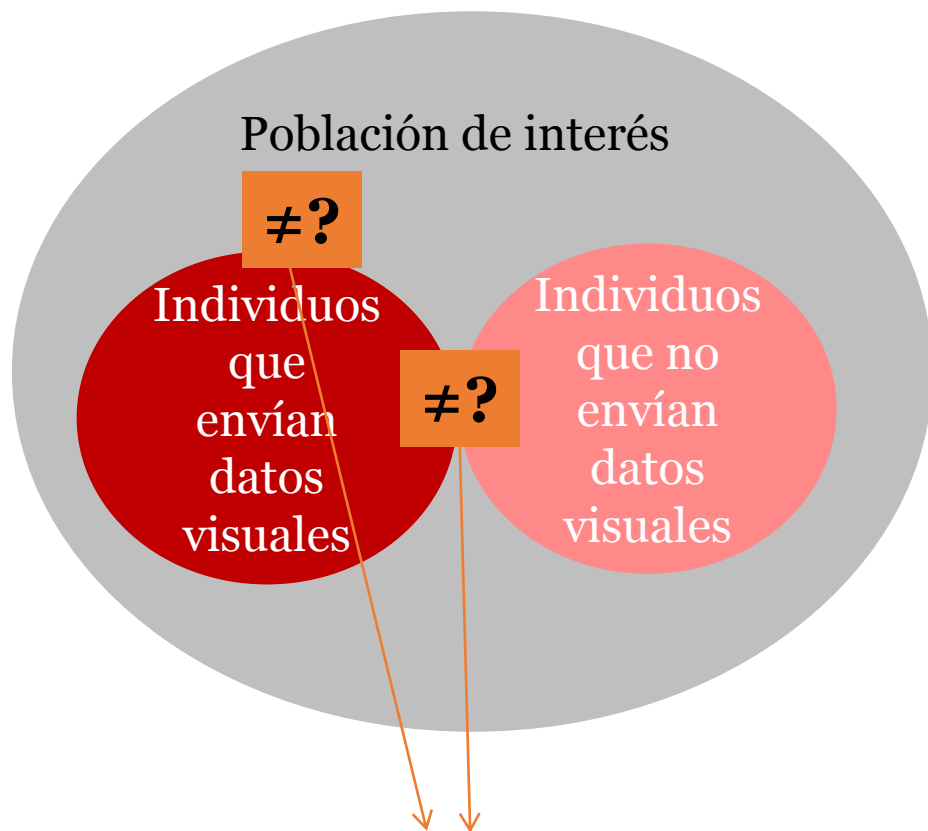 Población de interés
≠?
Individuos
que
envían
datos
visuales
≠?
Individuos
que no
envían
datos
visuales